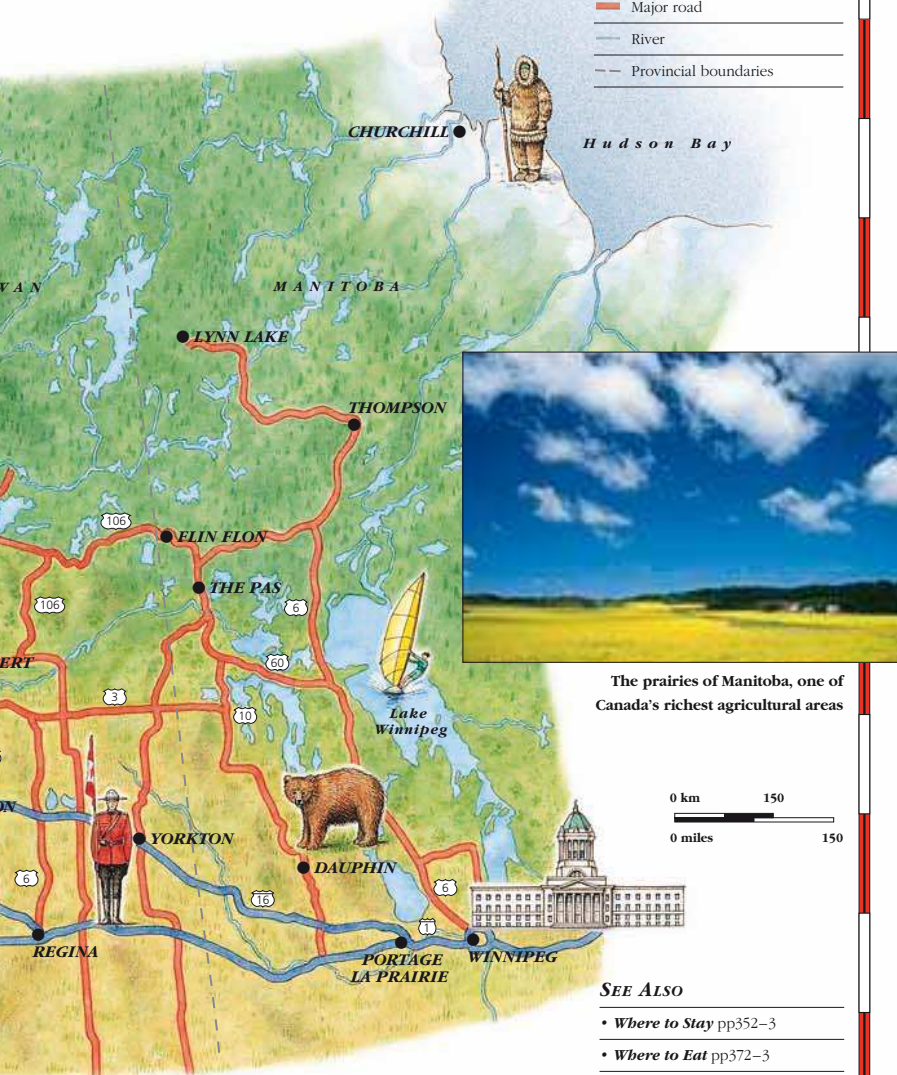 Major road
River
Provincial boundaries
CHURCHILL
Hudson Bay
MANITOBA
LYNN LAKE
THOMPSON
106
FLIN FLON
THE PAS
106
6
60
3
10
Lake
Winnipeg
The prairies of Manitoba, one of
Canada's richest agricultural areas
0 km 150
0 miles 150
YORKTON
DAUPHIN
6
16
6
1
REGINA
PORTAGE
LA PRAIRIE
WINNIPEG
SEE ALSO
• Where to Stay pp352–3
• Where to Eat pp372–3